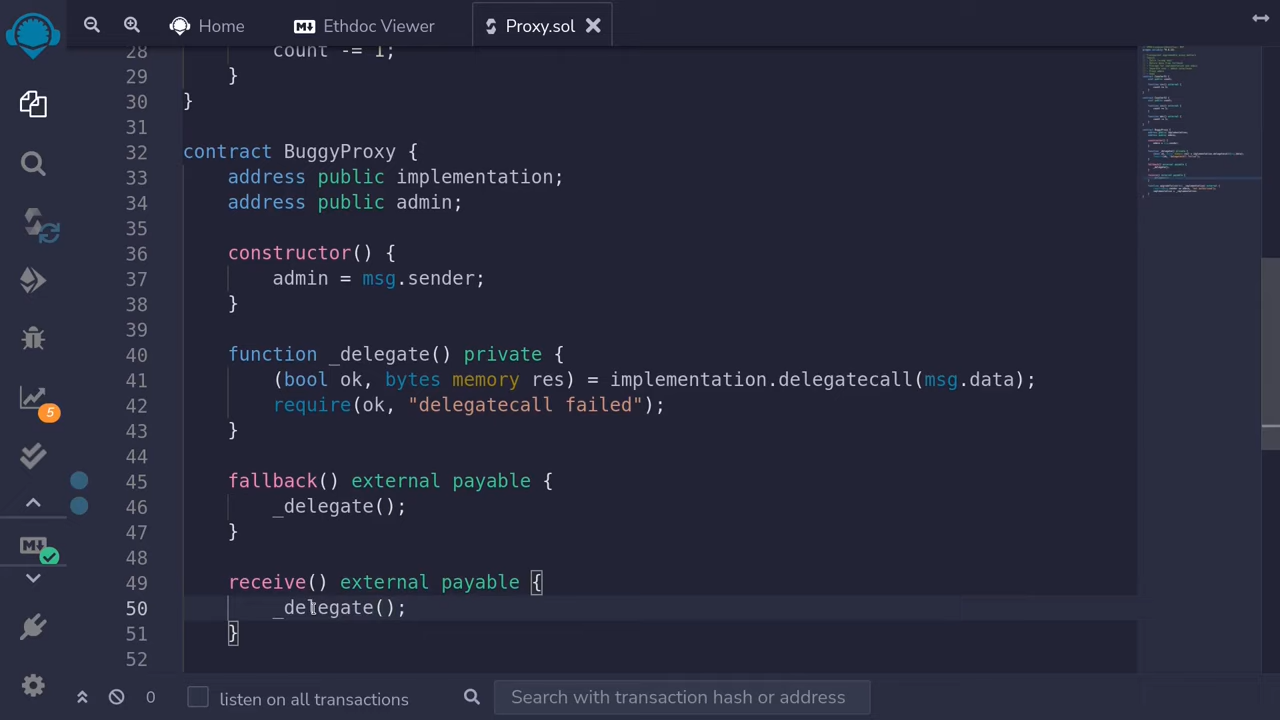 Home
Ethdoc Viewer
Proxy.sol
28 count -= 1;
29 }
30 }
31
32 contract BuggyProxy {
33 address public implementation;
34 address public admin;
35
36 constructor() {
37 admin = msg.sender;
38 }
39
40 function _delegate() private {
41 (bool ok, bytes memory res) = implementation.delegatecall(msg.data);
42 require(ok, "delegatecall failed");
43 }
44
45 fallback() external payable {
46 _delegate();
47 }
48
49 receive() external payable {
50 _delegate();
51 }
52
5
0
listen on all transactions
Search with transaction hash or address